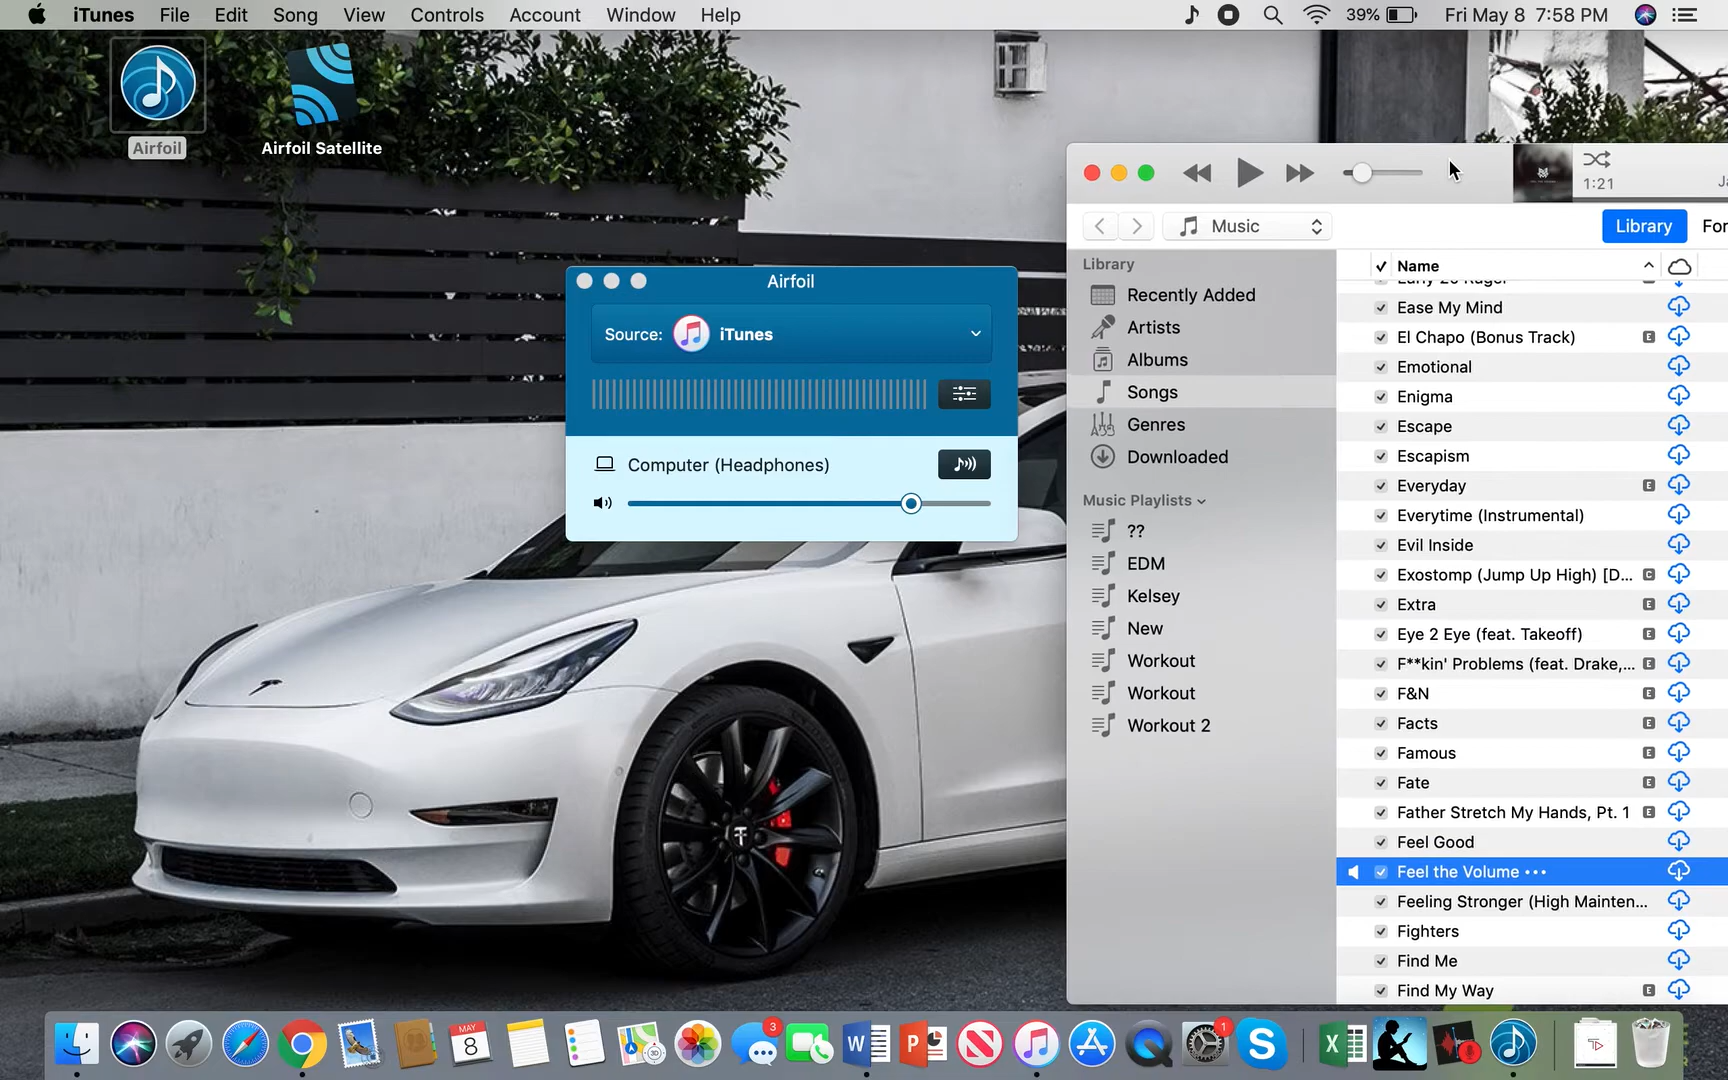 iTunes File Edit Song View Controls Account Window Help 39% Fri May 8 7:58 PM
Airfoil
Airfoil Satellite
Airfoil
Source: iTunes
Computer (Headphones)
1:21
Music
Library
For
Library
Recently Added
Artists
Albums
Songs
Genres
Downloaded
Music Playlists
??
EDM
Kelsey
New
Workout
Workout
Workout 2
Name
Ease My Mind
El Chapo (Bonus Track) E
Emotional
Enigma
Escape
Escapism
Everyday E
Everytime (Instrumental)
Evil Inside
Exostomp (Jump Up High) [D... C
Extra E
Eye 2 Eye (feat. Takeoff) E
F**kin' Problems (feat. Drake,... E
F&N E
Facts E
Famous E
Fate E
Father Stretch My Hands, Pt. 1 E
Feel Good
Feel the Volume •••
Feeling Stronger (High Mainten...
Fighters
Find Me
Find My Way E
MAY
8
3D
3
W
P
N
1
S
X